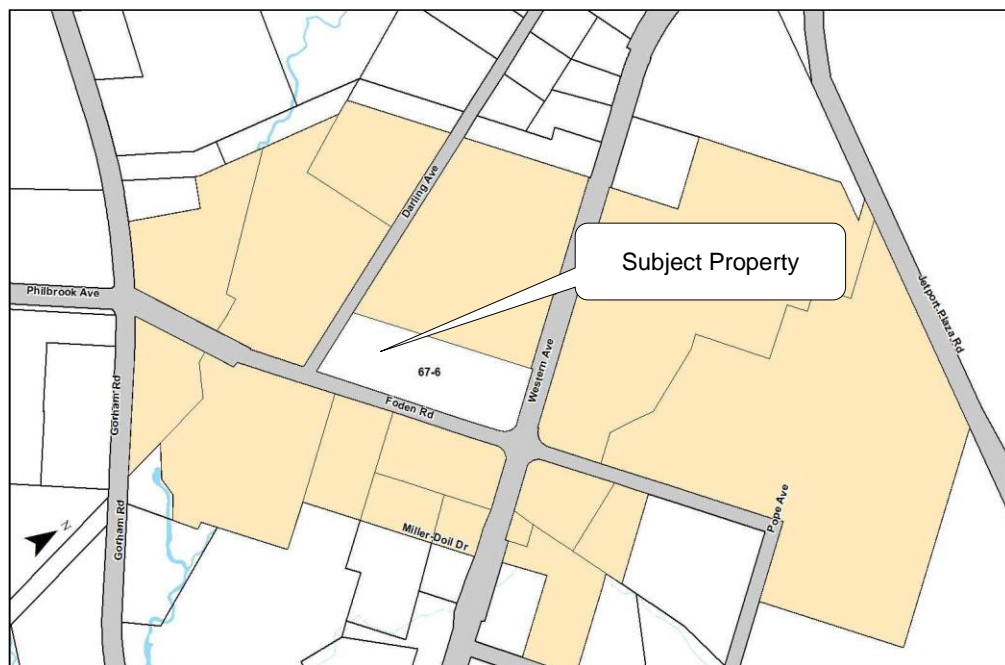 Darling Ave
Subject Property
Philbrook Ave
Jetport Plaza Rd
Western Ave
67-6
Foden Rd
Gorham Rd
Pope Ave
N
Miller-Doil Dr
Gorham Rd